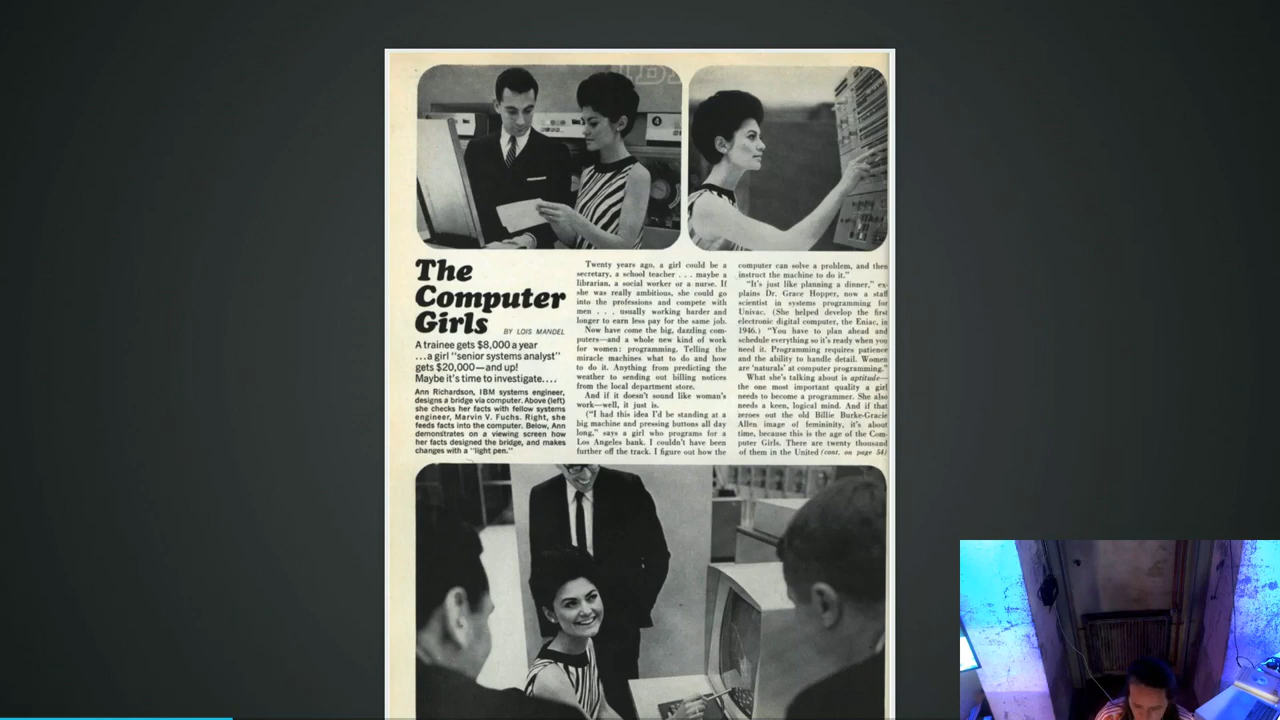 IBM
4
The
Computer
Girls
BY LOIS MANDEL
A trainee gets $8,000 a year
...a girl “senior systems analyst”
gets $20,000—and up!
Maybe it's time to investigate....
Ann Richardson, IBM systems engineer,
designs a bridge via computer. Above (left)
she checks her facts with fellow systems
engineer, Marvin V. Fuchs. Right, she
feeds facts into the computer. Below, Ann
demonstrates on a viewing screen how
her facts designed the bridge, and makes
changes with a “light pen.”
Twenty years ago, a girl could be a
secretary, a school teacher . . . maybe a
librarian, a social worker or a nurse. If
she was really ambitious, she could go
into the professions and compete with
men . . . usually working harder and
longer to earn less pay for the same job.
Now have come the big, dazzling com-
puters—and a whole new kind of work
for women: programming. Telling the
miracle machines what to do and how
to do it. Anything from predicting the
weather to sending out billing notices
from the local department store.
And if it doesn't sound like woman's
work—well, it just is.
(“I had this idea I'd be standing at a
big machine and pressing buttons all day
long,” says a girl who programs for a
Los Angeles bank. I couldn't have been
further off the track. I figure out how the
computer can solve a problem, and then
instruct the machine to do it.”
“It's just like planning a dinner,” ex-
plains Dr. Grace Hopper, now a staff
scientist in systems programming for
Univac. (She helped develop the first
electronic digital computer, the Eniac, in
1946.) “You have to plan ahead and
schedule everything so it's ready when you
need it. Programming requires patience
and the ability to handle detail. Women
are ‘naturals’ at computer programming.”
What she's talking about is aptitude—
the one most important quality a girl
needs to become a programmer. She also
needs a keen, logical mind. And if that
zeroes out the old Billie Burke-Gracie
Allen image of femininity, it's about
time, because this is the age of the Com-
puter Girls. There are twenty thousand
of them in the United (cont. on page 54)